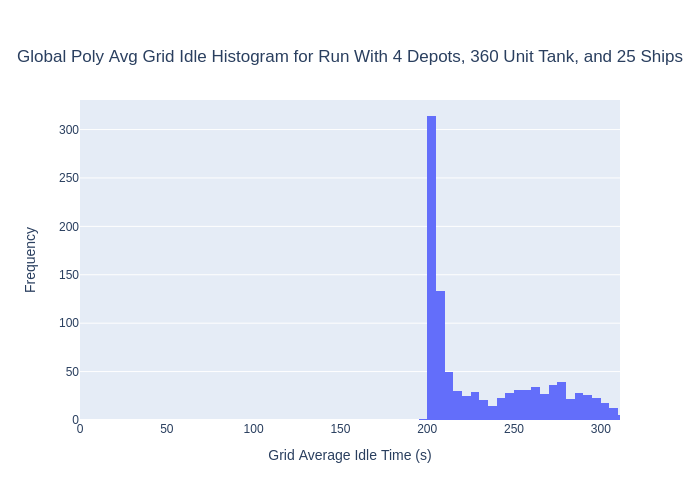 Global Poly Avg Grid Idle Histogram for Run With 4 Depots, 360 Unit Tank, and 25 Ships
300
250
200
150
100
50
0
Frequency
0 50 100 150 200 250 300
Grid Average Idle Time (s)